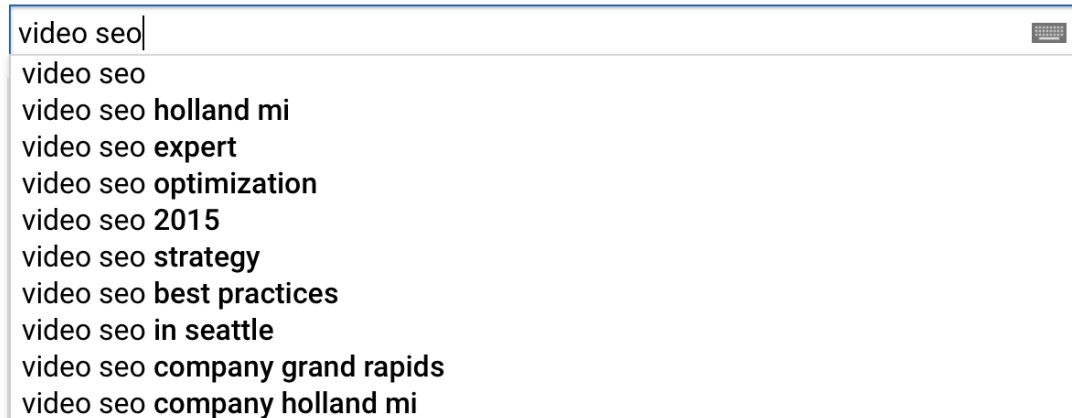 video seo
video seo
video seo holland mi
video seo expert
video seo optimization
video seo 2015
video seo strategy
video seo best practices
video seo in seattle
video seo company grand rapids
video seo company holland mi